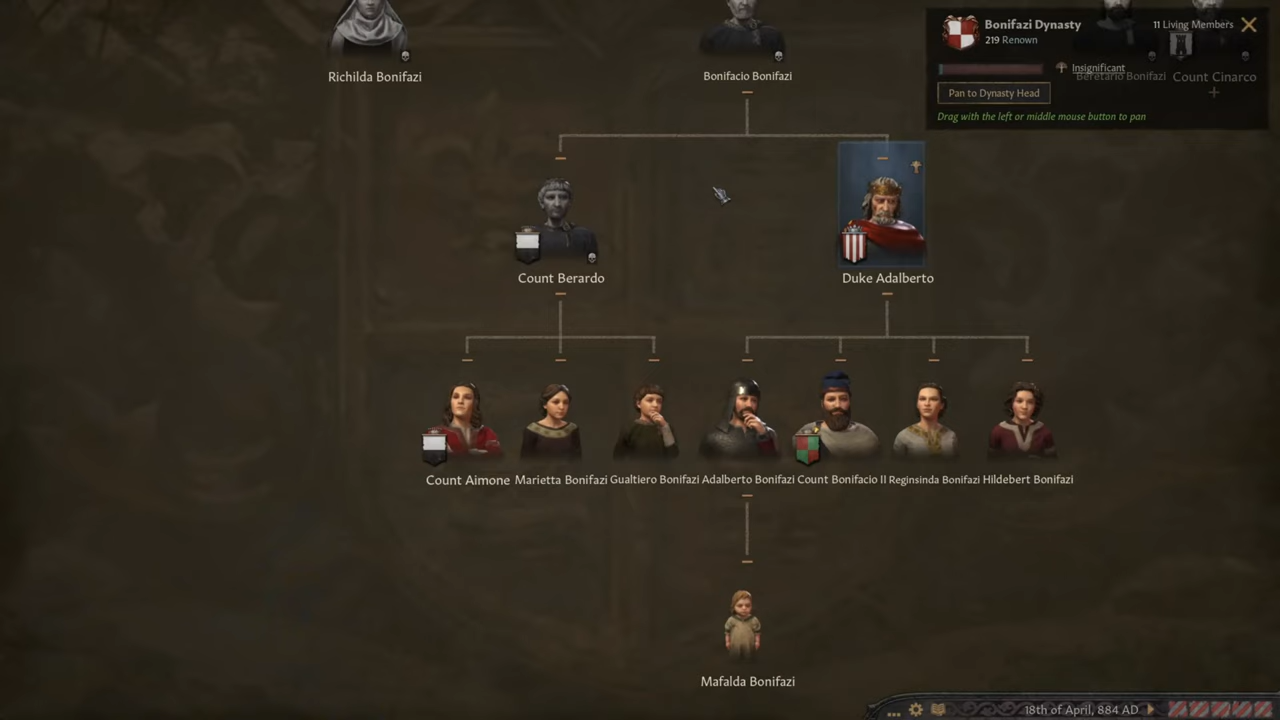 Bonifazi Dynasty
11 Living Members
219 Renown
Insignificant
Pan to Dynasty Head
Drag with the left or middle mouse button to pan
Richilda Bonifazi
Bonifacio Bonifazi
Beretario Bonifazi
Count Cinarco
Count Berardo
Duke Adalberto
Count Aimone
Marietta Bonifazi
Gualtiero Bonifazi
Adalberto Bonifazi
Count Bonifacio II
Reginsinda Bonifazi
Hildebert Bonifazi
Mafalda Bonifazi
18th of April, 884 AD